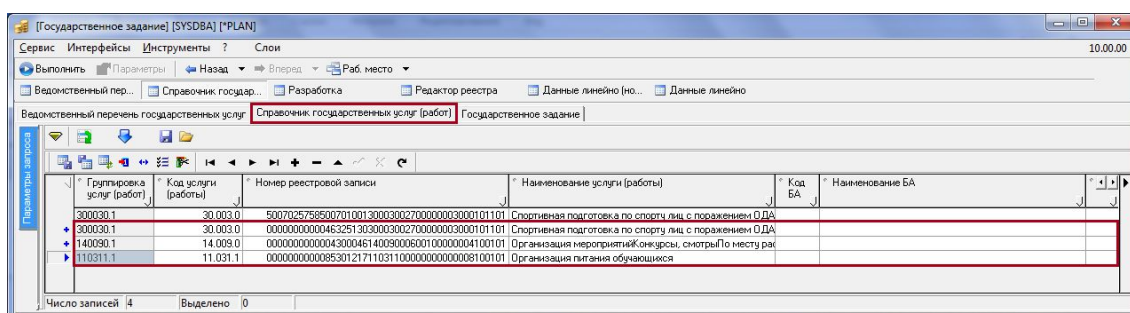 [Государственное задание] [SYSDBA] [*PLAN]
Сервис Интерфейсы Инструменты ? Слои 10.00.00
Выполнить Параметры Назад Вперед Раб. место
Ведомственный пер... Справочник государ... Разработка Редактор реестра Данные линейно (но... Данные линейно
Ведомственный перечень государственных услуг Справочник государственных услуг (работ) Государственное задание
Параметры запроса
Группировка услуг (работ) Код услуги (работы) Номер реестровой записи Наименование услуги (работы) Код БА Наименование БА
300030.1 30.003.0 Спортивная подготовка по спорту лиц с поражением ОДА
300030.1 30.003.0 Спортивная подготовка по спорту лиц с поражением ОДА
140090.1 14.009.0 Организация мероприятийКонкурсы, смотрыПо месту рас
110311.1 11.031.1 Организация питания обучающихся
Число записей 4 Выделено 0